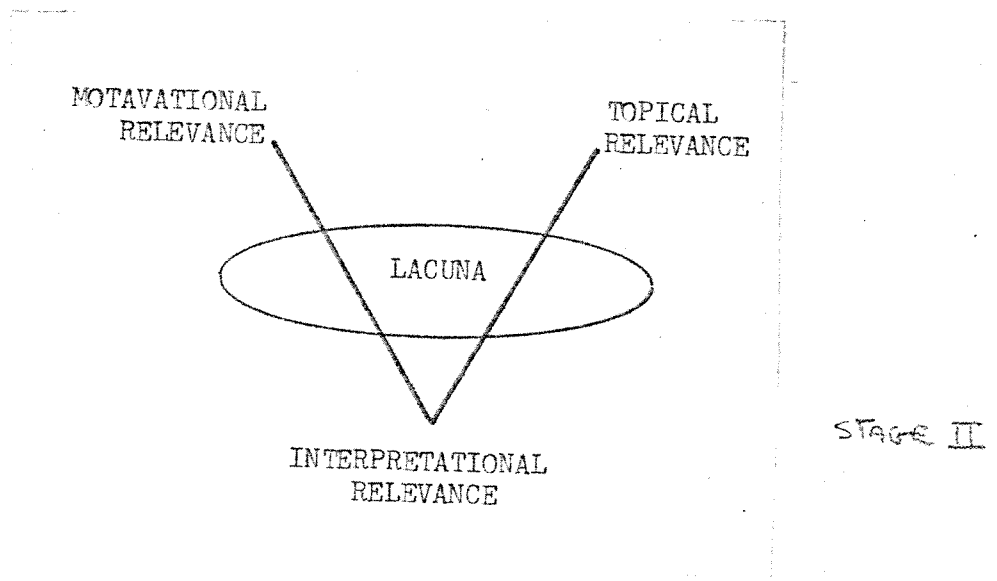 MOTAVATIONAL
RELEVANCE
TOPICAL
RELEVANCE
LACUNA
INTERPRETATIONAL
RELEVANCE
STAGE II